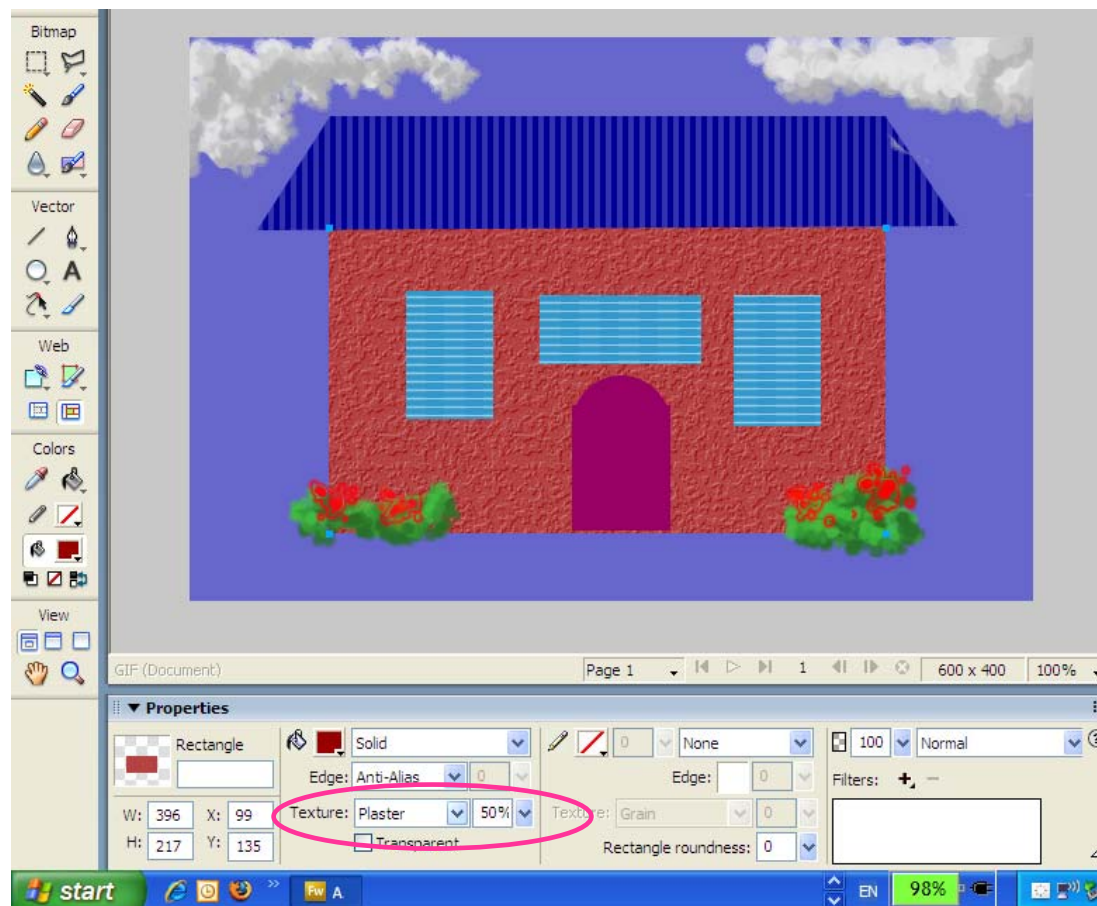 Bitmap
Vector
A
Web
Colors
View
GIF (Document)
Page 1
1
600 x 400
100%
Properties
Rectangle
Solid
0
None
100
Normal
Edge: Anti-Alias 0
Edge: 0
Filters:
W: 396 X: 99
Texture: Plaster 50%
Texture: Grain 0
H: 217 Y: 135
Transparent
Rectangle roundness: 0
start
Fw A
EN
98%